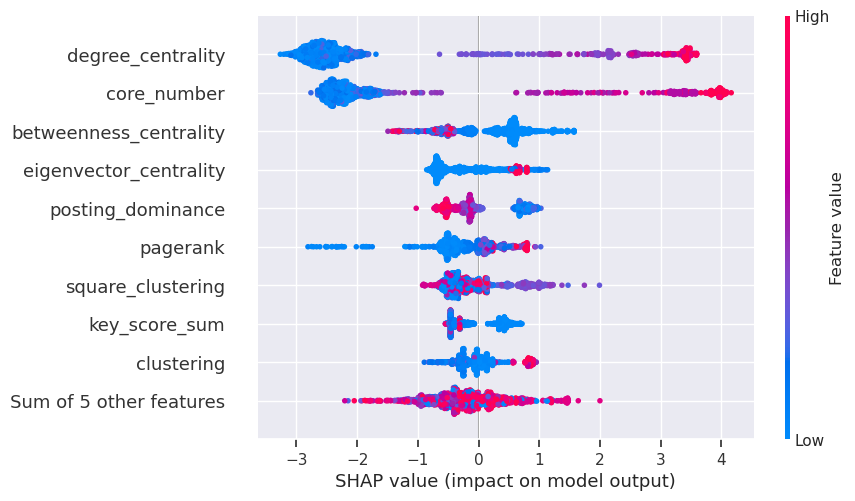 High
degree_centrality
core_number
betweenness_centrality
eigenvector_centrality
posting_dominance
pagerank
square_clustering
key_score_sum
clustering
Sum of 5 other features
Feature value
Low
−3 −2 −1 0 1 2 3 4
SHAP value (impact on model output)